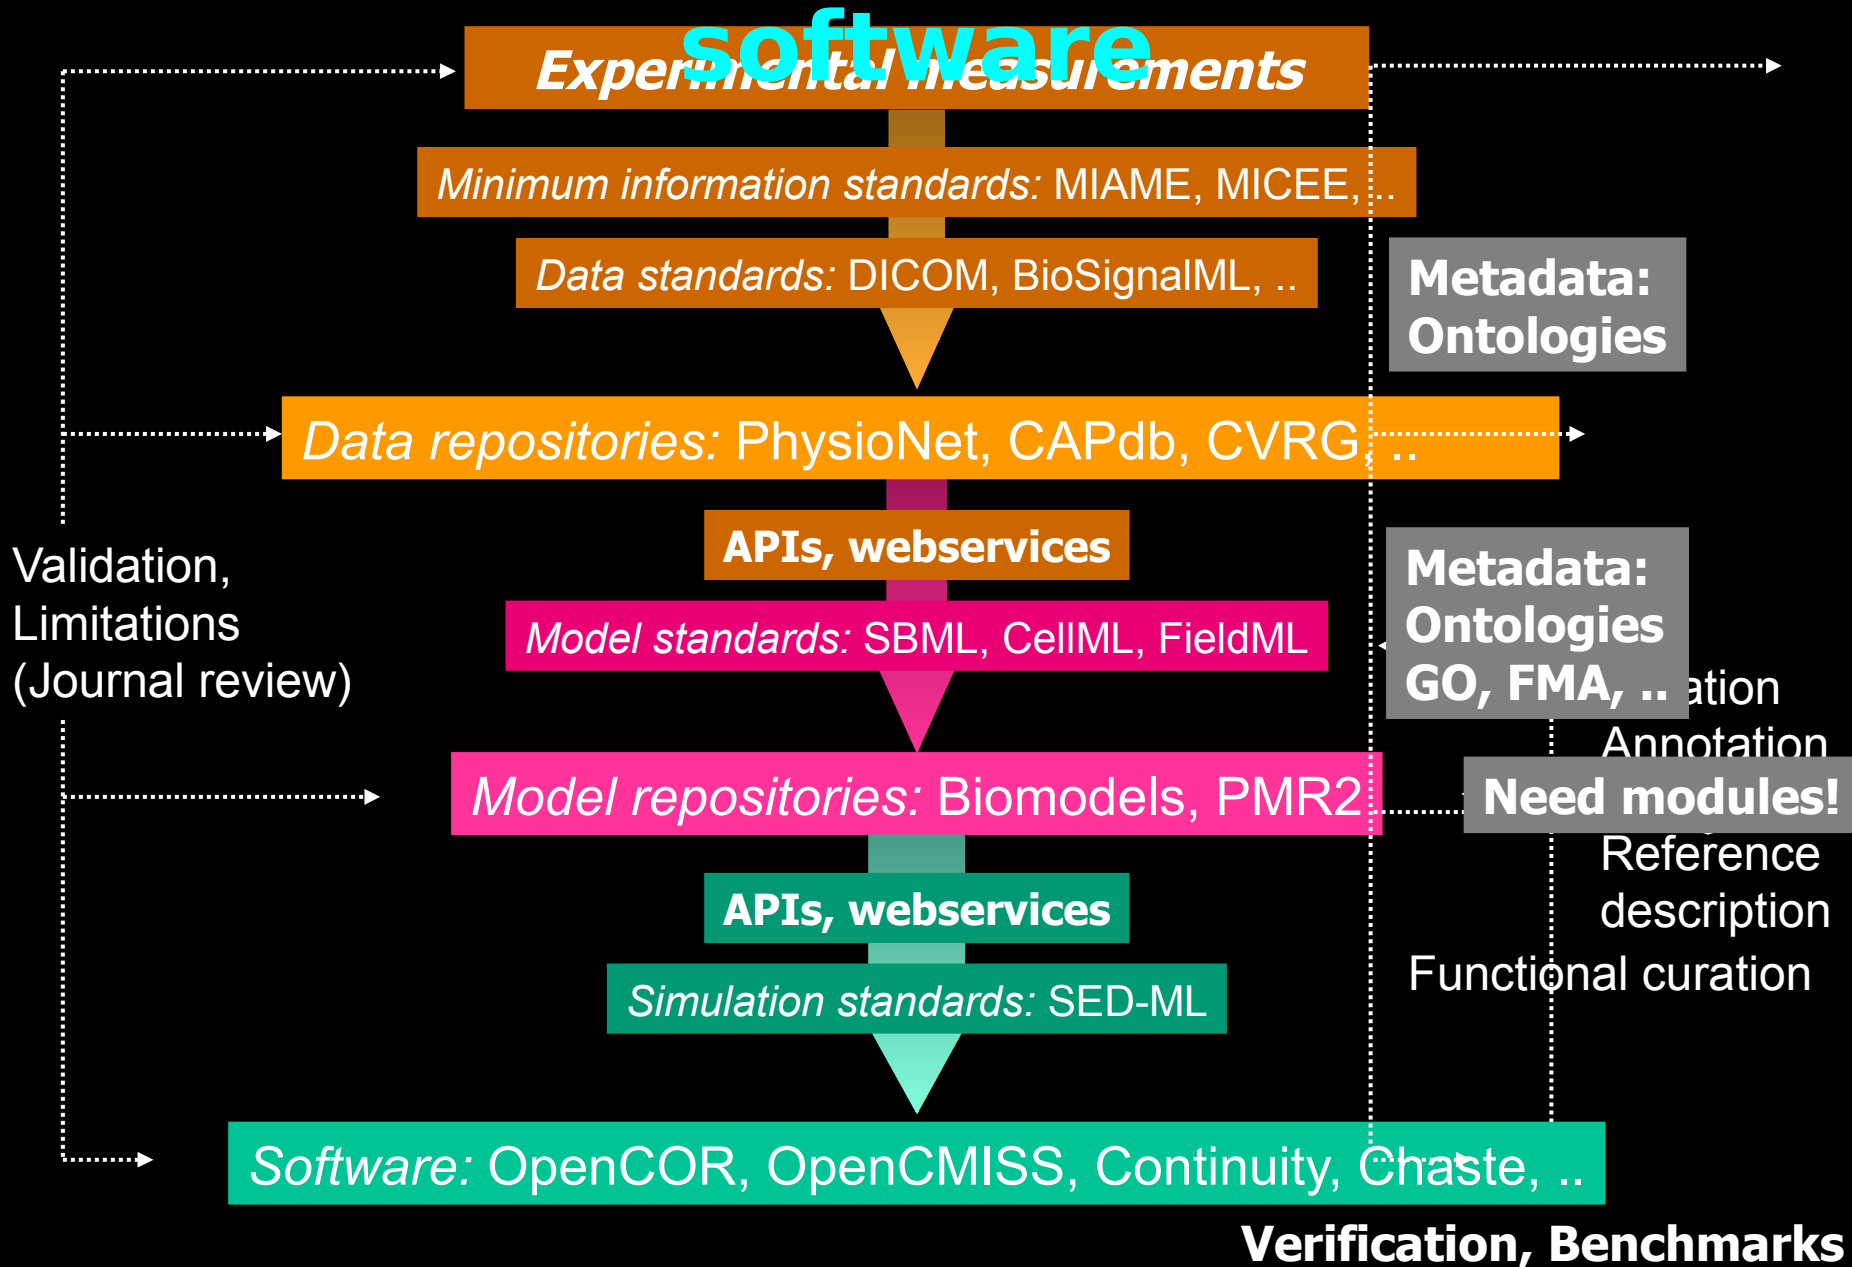 software
Experimental measurements
Minimum information standards: MIAME, MICEE, ..
Data standards: DICOM, BioSignalML, ..
Metadata:
Ontologies
Data repositories: PhysioNet, CAPdb, CVRG, ..
APIs, webservices
Validation,
Limitations
(Journal review)
Metadata:
Ontologies
GO, FMA, ..
Model standards: SBML, CellML, FieldML
Annotation
Model repositories: Biomodels, PMR2
Need modules!
Reference
description
APIs, webservices
Functional curation
Simulation standards: SED-ML
Software: OpenCOR, OpenCMISS, Continuity, Chaste, ..
Verification, Benchmarks